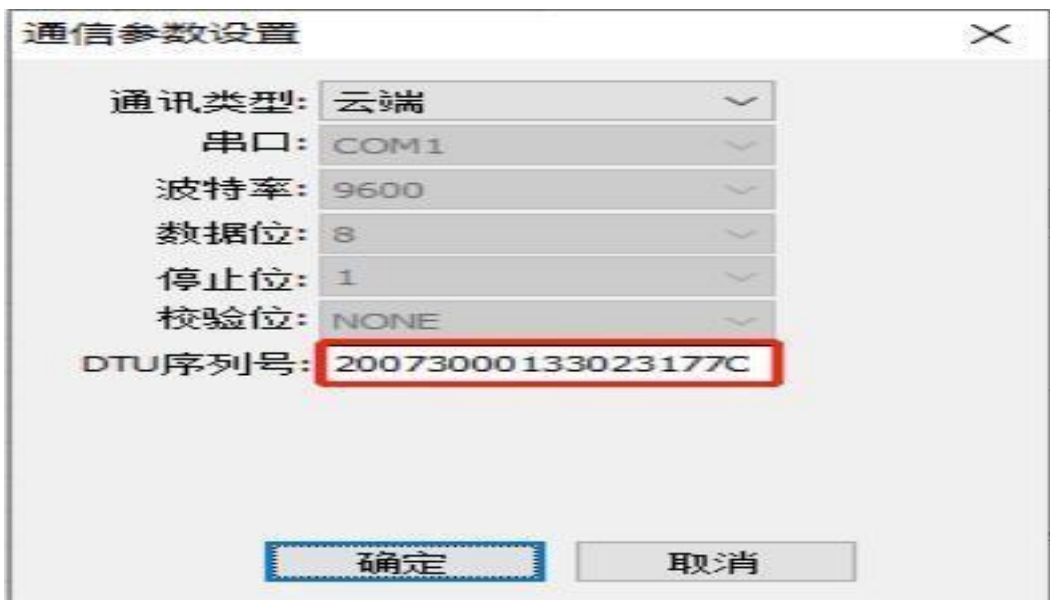 通信参数设置
通讯类型: 云端
串口: COM1
波特率: 9600
数据位: 8
停止位: 1
校验位: NONE
DTU序列号: 20073000133023177C
确定 取消